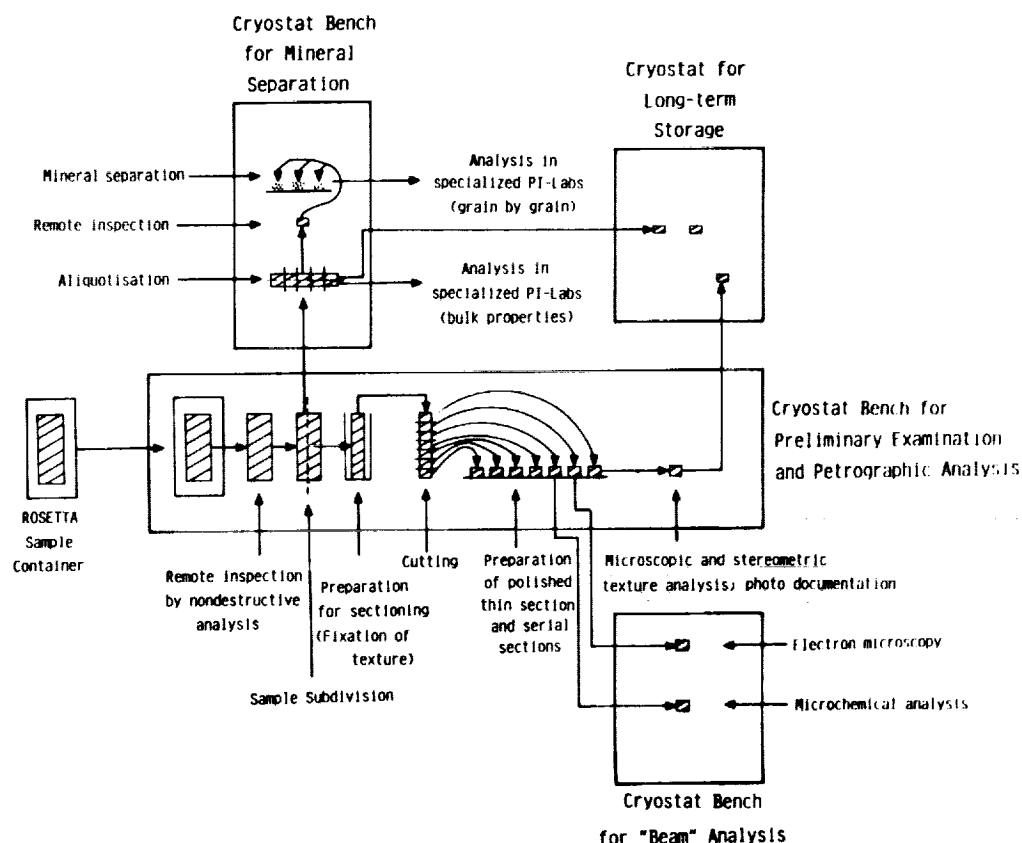 Cryostat Bench
for Mineral
Separation
Cryostat for
Long-term
Storage
Mineral separation
Remote inspection
Aliquotisation
Analysis in
specialized PI-Labs
(grain by grain)
Analysis in
specialized PI-Labs
(bulk properties)
Cryostat Bench for
Preliminary Examination
and Petrographic Analysis
ROSETTA
Sample
Container
Remote inspection
by nondestructive
analysis
Sample Subdivision
Preparation
for sectioning
(Fixation of
texture)
Cutting
Preparation
of polished
thin section
and serial
sections
Microscopic and stereometric
texture analysis, photo documentation
Electron microscopy
Microchemical analysis
Cryostat Bench
for "Beam" Analysis